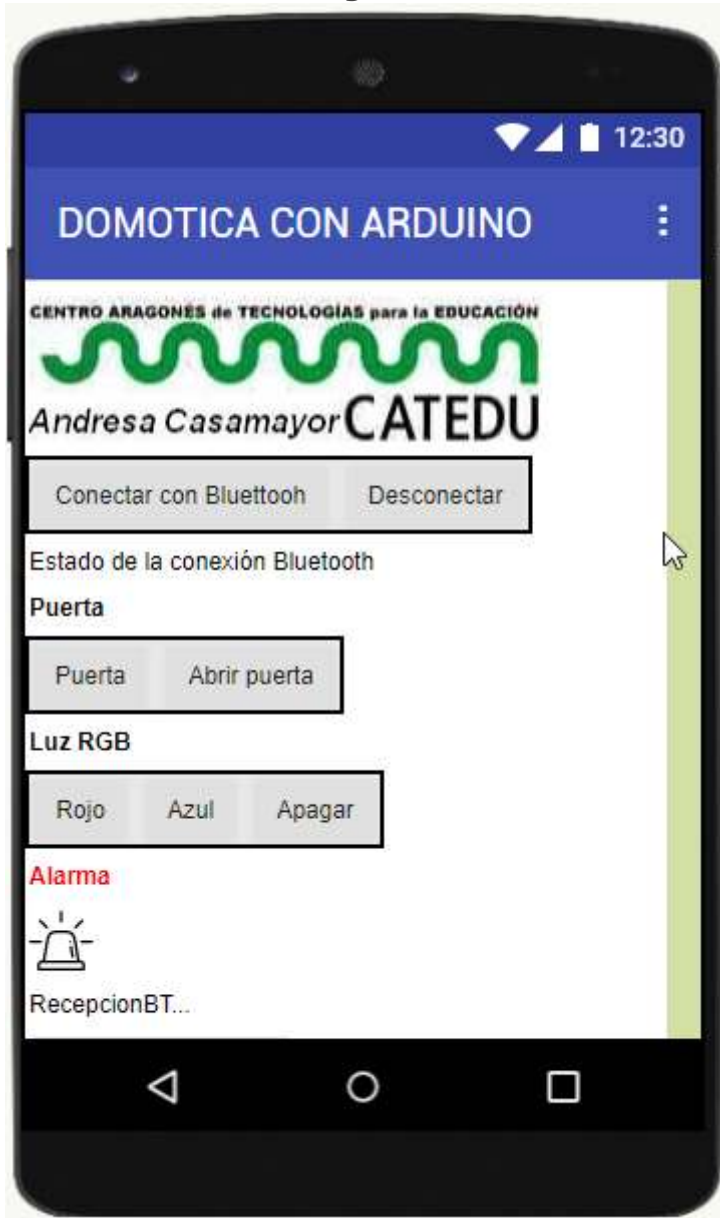 12:30
DOMOTICA CON ARDUINO
CENTRO ARAGONÉS de TECNOLOGÍAS para la EDUCACIÓN
Andresa Casamayor CATEDU
Conectar con Bluettooh Desconectar
Estado de la conexión Bluetooth
Puerta
Puerta Abrir puerta
Luz RGB
Rojo Azul Apagar
Alarma
RecepcionBT...